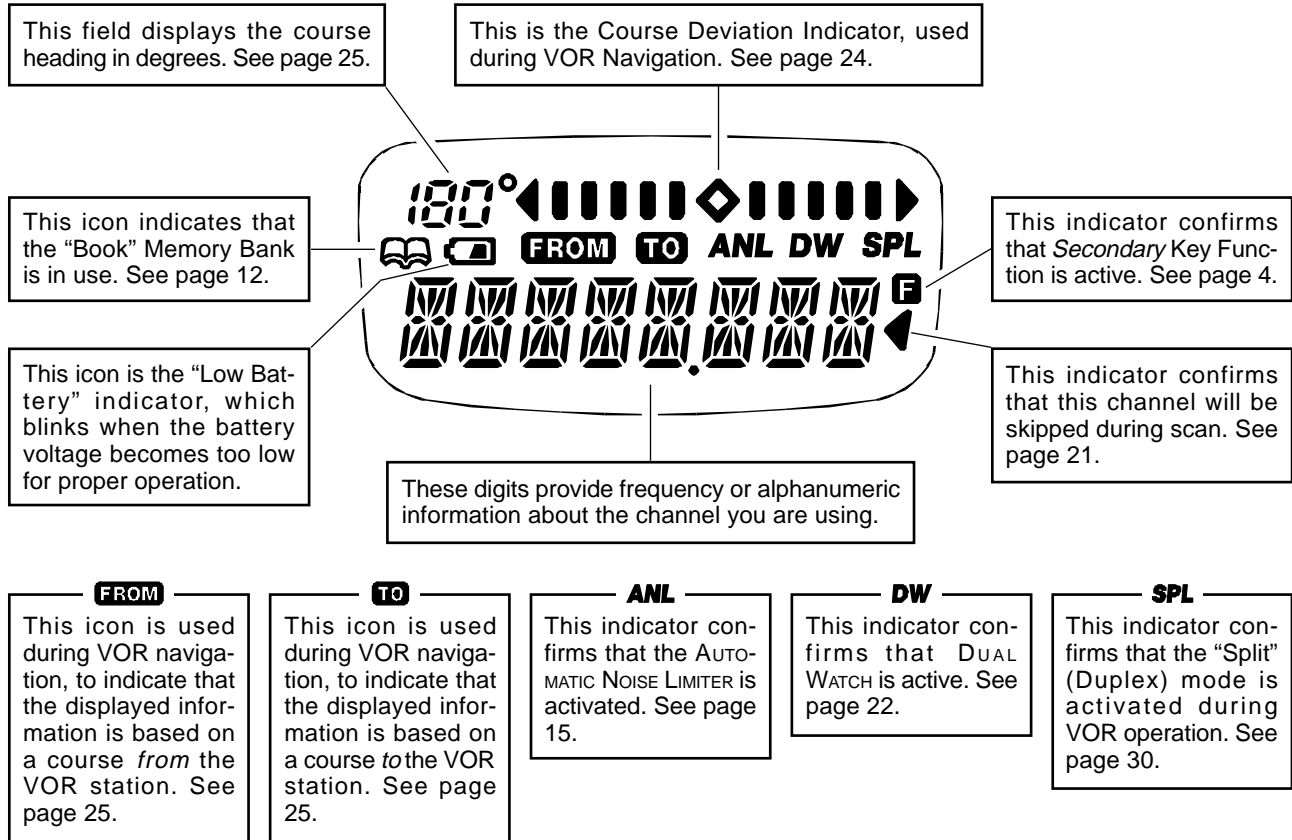 This field displays the course
heading in degrees. See page 25.
This is the Course Deviation Indicator, used
during VOR Navigation. See page 24.
180°
This icon indicates that
the “Book” Memory Bank
is in use. See page 12.
FROM TO ANL DW SPL
F
This indicator confirms
that Secondary Key Func-
tion is active. See page 4.
This icon is the “Low Bat-
tery” indicator, which
blinks when the battery
voltage becomes too low
for proper operation.
This indicator confirms
that this channel will be
skipped during scan. See
page 21.
These digits provide frequency or alphanumeric
information about the channel you are using.
FROM
This icon is used
during VOR naviga-
tion, to indicate that
the displayed infor-
mation is based on
a course from the
VOR station. See
page 25.
TO
This icon is used
during VOR naviga-
tion, to indicate that
the displayed infor-
mation is based on
a course to the VOR
station. See page
25.
ANL
This indicator con-
firms that the AUTO-
MATIC NOISE LIMITER is
activated. See page
15.
DW
This indicator con-
firms that DUAL
WATCH is active. See
page 22.
SPL
This indicator con-
firms that the “Split”
(Duplex) mode is
activated during
VOR operation. See
page 30.